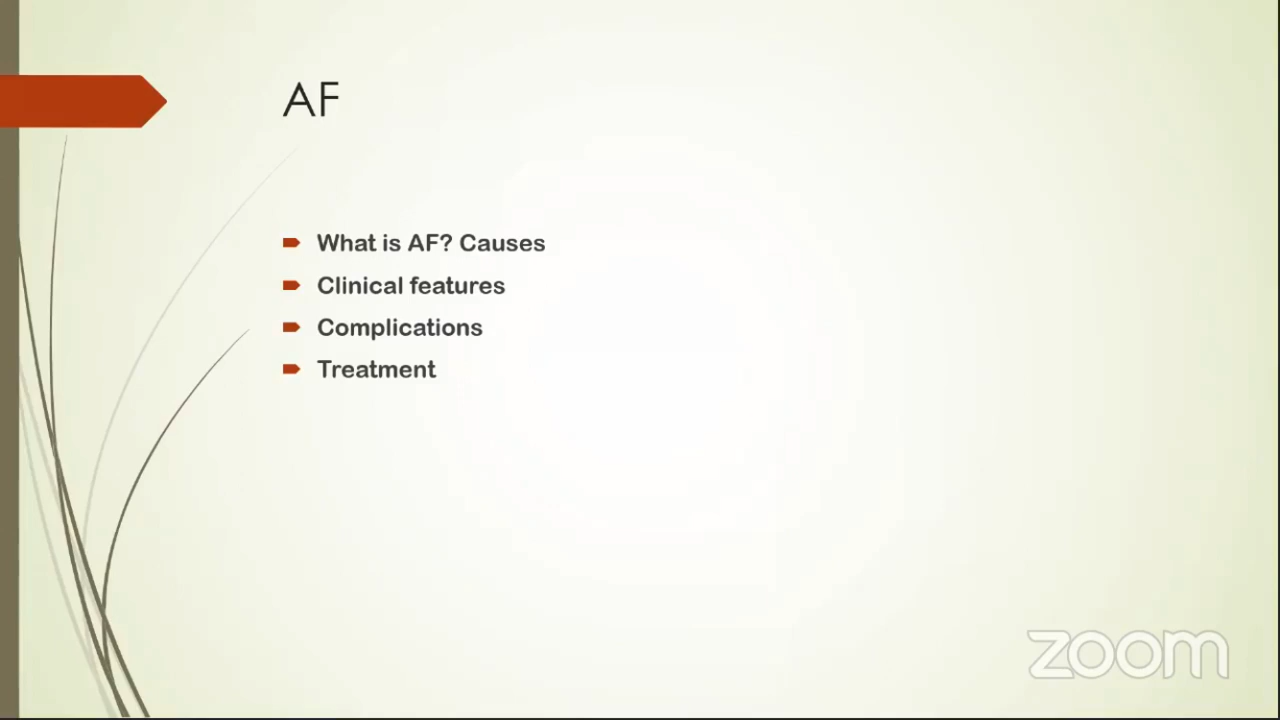 AF
What is AF? Causes
Clinical features
Complications
Treatment
zoom